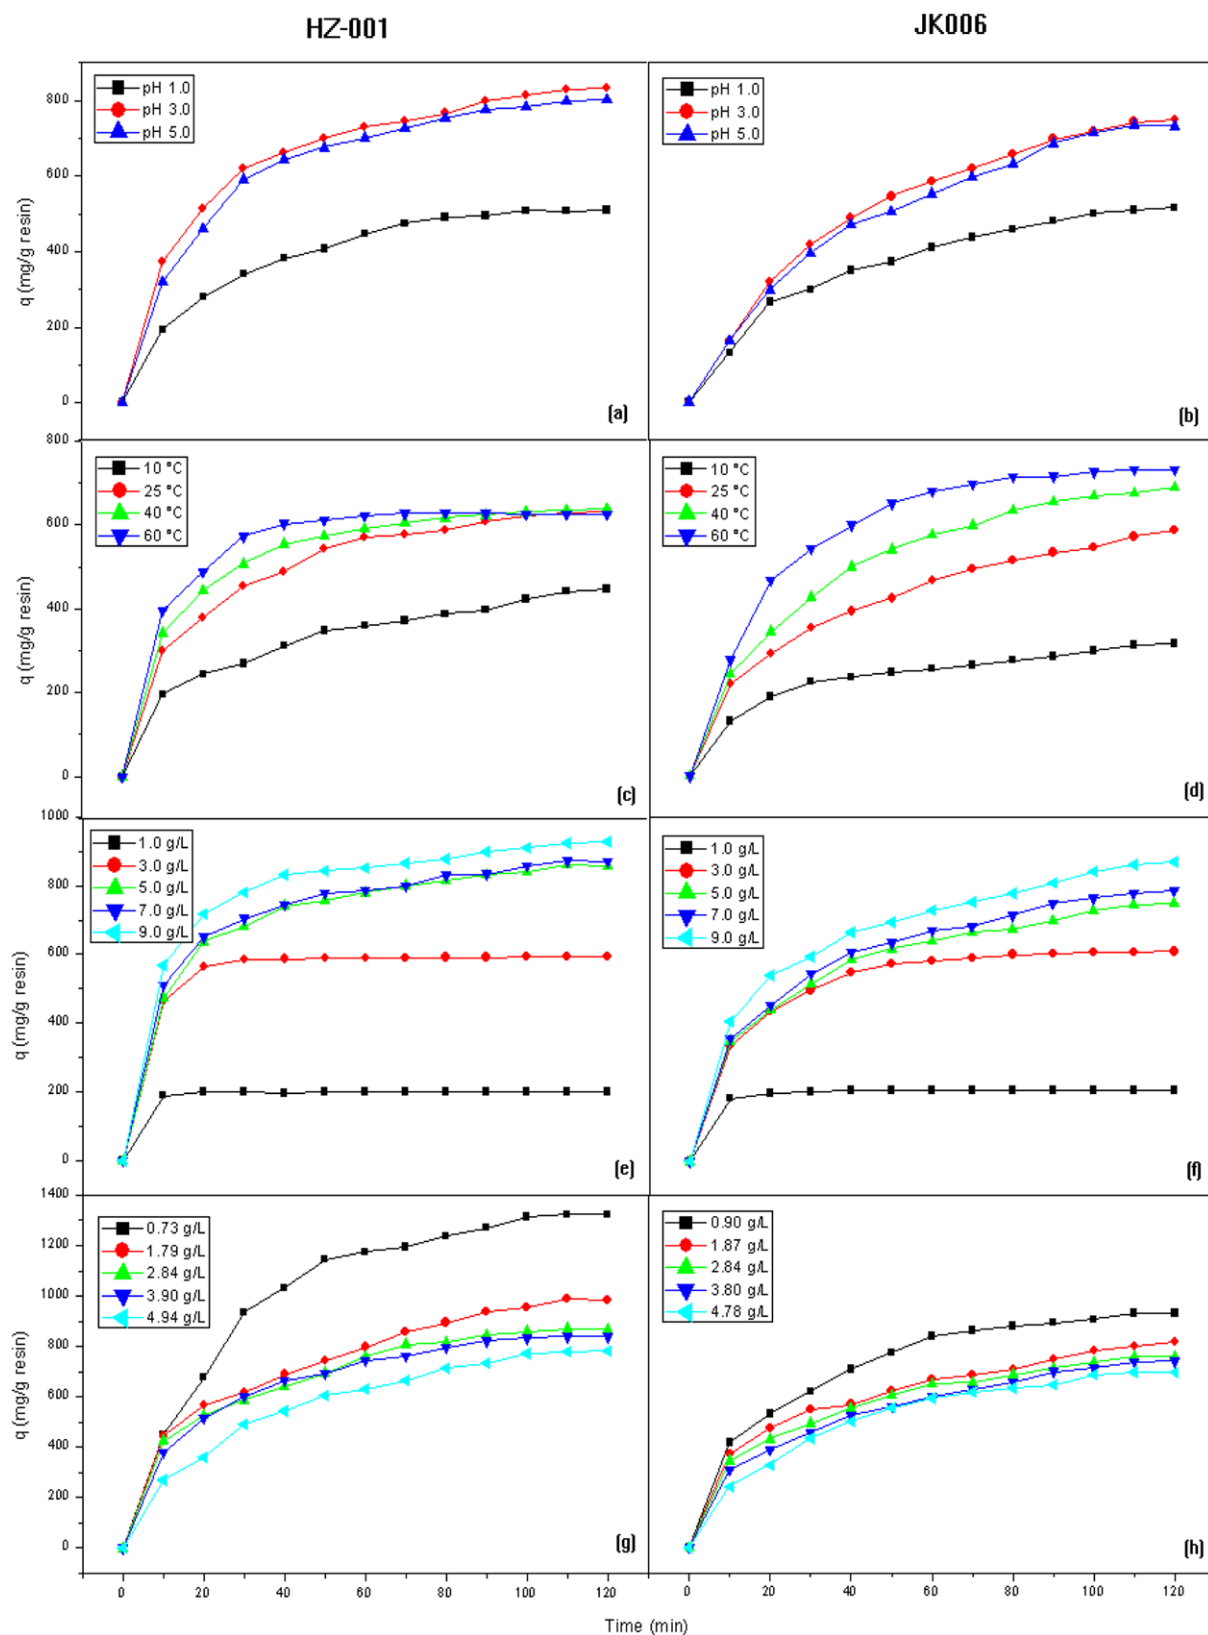 HZ-001
JK006
pH 1.0
pH 3.0
pH 5.0
800
600
400
200
0
q (mg/g resin)
(a)
pH 1.0
pH 3.0
pH 5.0
(b)
800
600
400
200
0
q (mg/g resin)
10 °C
25 °C
40 °C
60 °C
(c)
10 °C
25 °C
40 °C
60 °C
(d)
1000
800
600
400
200
0
q (mg/g resin)
1.0 g/L
3.0 g/L
5.0 g/L
7.0 g/L
9.0 g/L
(e)
1.0 g/L
3.0 g/L
5.0 g/L
7.0 g/L
9.0 g/L
(f)
1400
1200
1000
800
600
400
200
0
q (mg/g resin)
0.73 g/L
1.79 g/L
2.84 g/L
3.90 g/L
4.94 g/L
(g)
0.90 g/L
1.87 g/L
2.84 g/L
3.80 g/L
4.78 g/L
(h)
0 20 40 60 80 100 120
0 20 40 60 80 100 120
Time (min)